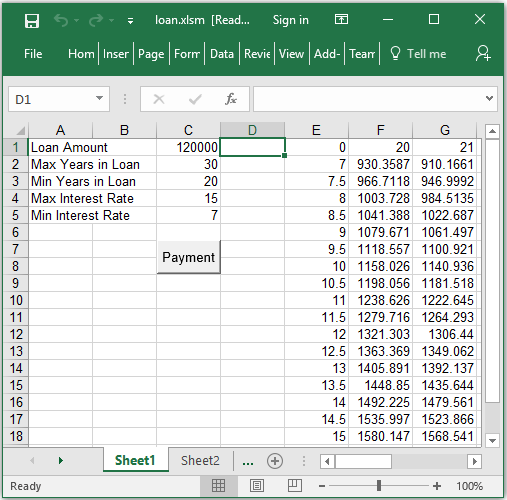 loan.xlsm [Read... Sign in
File Hom Inser Page Forr Data Revie View Add- Team Tell me
D1 fx
A B C D E F G
1 Loan Amount 120000 0 20 21
2 Max Years in Loan 30 7 930.3587 910.1661
3 Min Years in Loan 20 7.5 966.7118 946.9992
4 Max Interest Rate 15 8 1003.728 984.5135
5 Min Interest Rate 7 8.5 1041.388 1022.687
6 9 1079.671 1061.497
7 9.5 1118.557 1100.921
Payment
8 10 1158.026 1140.936
9 10.5 1198.056 1181.518
10 11 1238.626 1222.645
11 11.5 1279.716 1264.293
12 12 1321.303 1306.44
13 12.5 1363.369 1349.062
14 13 1405.891 1392.137
15 13.5 1448.85 1435.644
16 14 1492.225 1479.561
17 14.5 1535.997 1523.866
18 15 1580.147 1568.541
Sheet1 Sheet2 ...
Ready 100%